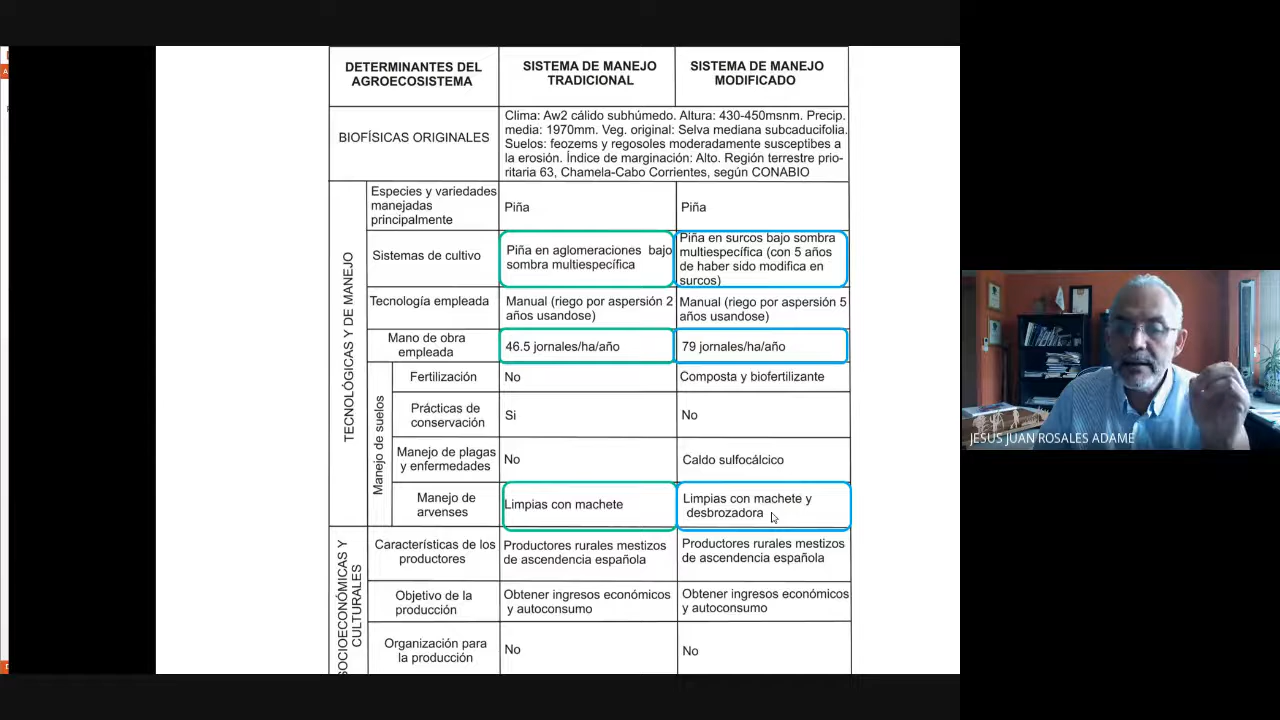 DETERMINANTES DEL
AGROECOSISTEMA
SISTEMA DE MANEJO
TRADICIONAL
SISTEMA DE MANEJO
MODIFICADO
BIOFÍSICAS ORIGINALES
Clima: Aw2 cálido subhúmedo. Altura: 430-450msnm. Precip.
media: 1970mm. Veg. original: Selva mediana subcaducifolia.
Suelos: feozems y regosoles moderadamente susceptibes a
la erosión. Índice de marginación: Alto. Región terrestre prio-
ritaria 63, Chamela-Cabo Corrientes, según CONABIO
TECNOLÓGICAS Y DE MANEJO
Especies y variedades
manejadas
principalmente
Piña
Piña
Sistemas de cultivo
Piña en aglomeraciones bajo
sombra multiespecífica
Piña en surcos bajo sombra
multiespecífica (con 5 años
de haber sido modifica en
surcos)
Tecnología empleada
Manual (riego por aspersión 2
años usandose)
Manual (riego por aspersión 5
años usandose)
Mano de obra
empleada
46.5 jornales/ha/año
79 jornales/ha/año
Manejo de suelos
Fertilización
No
Composta y biofertilizante
Prácticas de
conservación
Si
No
Manejo de plagas
y enfermedades
No
Caldo sulfocálcico
Manejo de
arvenses
Limpias con machete
Limpias con machete y
desbrozadora
SOCIOECONÓMICAS Y
CULTURALES
Características de los
productores
Productores rurales mestizos
de ascendencia española
Productores rurales mestizos
de ascendencia española
Objetivo de la
producción
Obtener ingresos económicos
y autoconsumo
Obtener ingresos económicos
y autoconsumo
Organización para
la producción
No
No
JESUS JUAN ROSALES ADAME